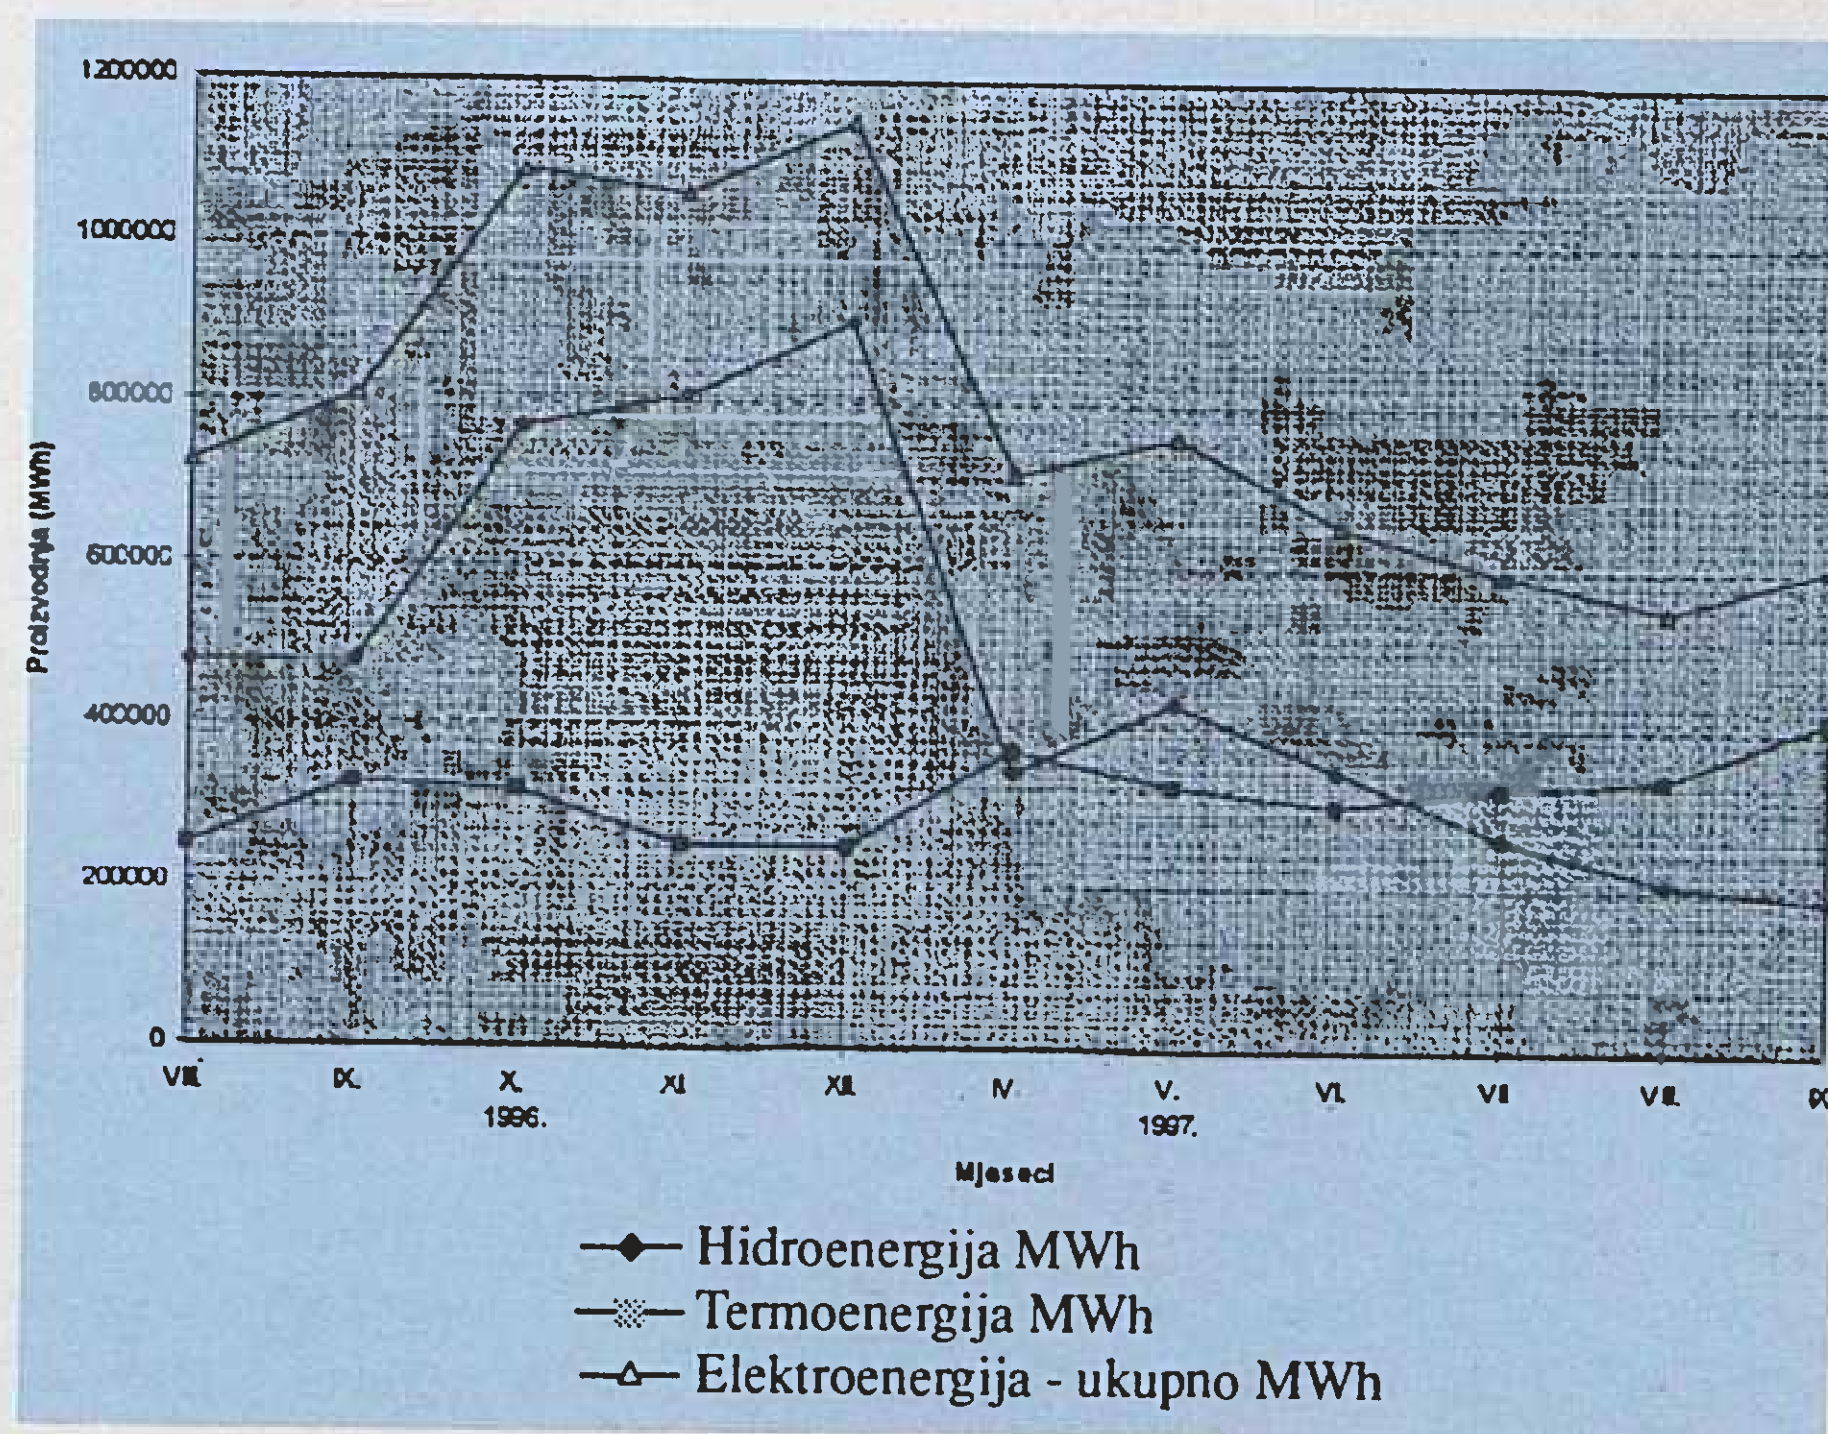 1200000
1000000
800000
600000
400000
200000
0
Proizvodnja (MWh)
VIII. IX. X. XI XII. IV. V. VI. VII VIII. IX
1996. 1997.
Mjeseci
Hidroenergija MWh
Termoenergija MWh
Elektroenergija - ukupno MWh